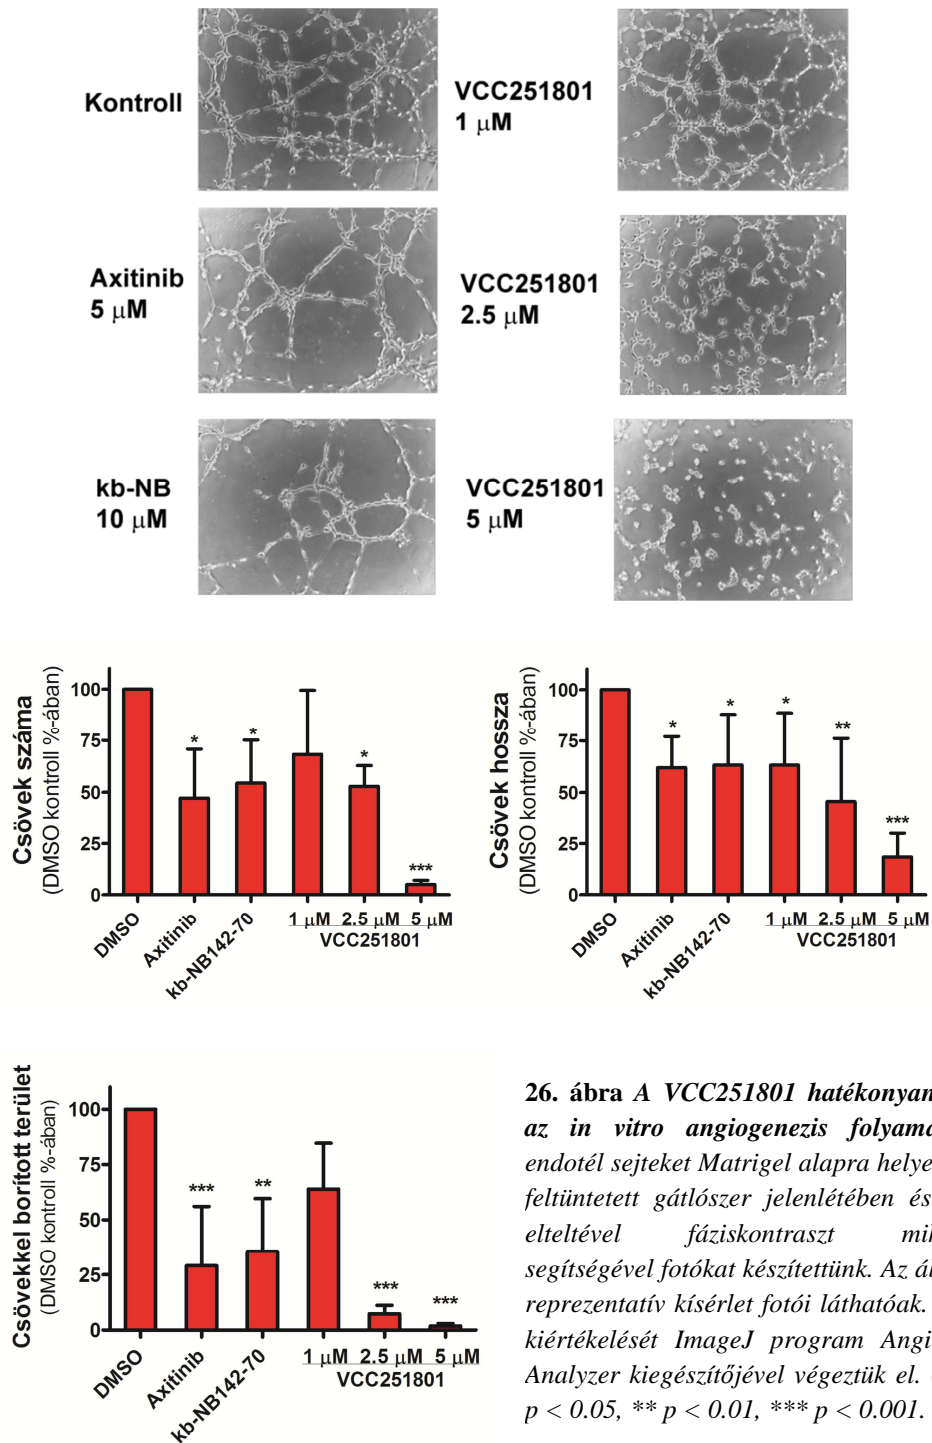 Kontroll
VCC251801
1 μM
Axitinib
5 μM
VCC251801
2.5 μM
kb-NB
10 μM
VCC251801
5 μM
Csövek száma
(DMSO kontroll %-ában)
100
75
50
25
0
*
*
*
***
DMSO
Axitinib
kb-NB142-70
1 μM 2.5 μM 5 μM
VCC251801
Csövek hossza
(DMSO kontroll %-ában)
100
75
50
25
0
*
*
*
**
***
DMSO
Axitinib
kb-NB142-70
1 μM 2.5 μM 5 μM
VCC251801
Csövekkel borított terület
(DMSO kontroll %-ában)
100
75
50
25
0
***
**
***
***
DMSO
Axitinib
kb-NB142-70
1 μM 2.5 μM 5 μM
VCC251801
26. ábra A VCC251801 hatékonyan
az in vitro angiogenezis
endotél sejteket Matrigel alapra
feltüntetett gátlószer jelenlétében és
elteltével fáziskontraszt
segítségével fotókat készítettünk. Az
reprezentatív kísérlet fotói láthatóak.
kiértékelését ImageJ program
Analyzer kiegészítőjével végeztük el.
p < 0.05, ** p < 0.01, *** p < 0.001.